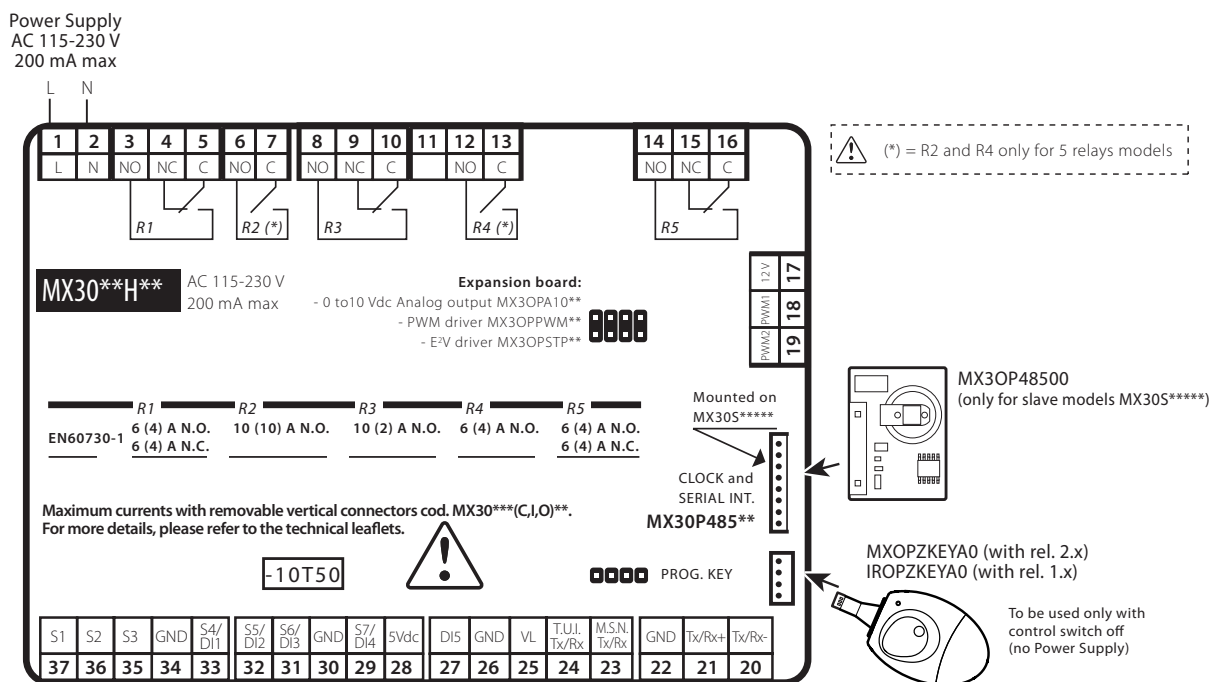 Power Supply
AC 115-230 V
200 mA max
L N
1 2 3 4 5 6 7 8 9 10 11 12 13 14 15 16
L N NO NC C NO C NO NC C NO C NO NC C
R1 R2 (*) R3 R4 (*) R5
(*) = R2 and R4 only for 5 relays models
MX30**H**
AC 115-230 V
200 mA max
Expansion board:
- 0 to10 Vdc Analog output MX3OPA10**
- PWM driver MX3OPPWM**
- E²V driver MX3OPSTP**
12 V 17
PWM1 18
PWM2 19
R1 R2 R3 R4 R5
EN60730-1
6 (4) A N.O. 10 (10) A N.O. 10 (2) A N.O. 6 (4) A N.O. 6 (4) A N.O.
6 (4) A N.C. 6 (4) A N.C.
Mounted on
MX30S*****
MX3OP48500
(only for slave models MX30S*****)
CLOCK and
SERIAL INT.
MX30P485**
Maximum currents with removable vertical connectors cod. MX30***(C,I,O)**.
For more details, please refer to the technical leaflets.
-10T50
PROG. KEY
MXOPZKEYA0 (with rel. 2.x)
IROPZKEYA0 (with rel. 1.x)
To be used only with
control switch off
(no Power Supply)
S1 S2 S3 GND S4/DI1 S5/DI2 S6/DI3 GND S7/DI4 5Vdc DI5 GND VL T.U.I. Tx/Rx M.S.N. Tx/Rx GND Tx/Rx+ Tx/Rx-
37 36 35 34 33 32 31 30 29 28 27 26 25 24 23 22 21 20